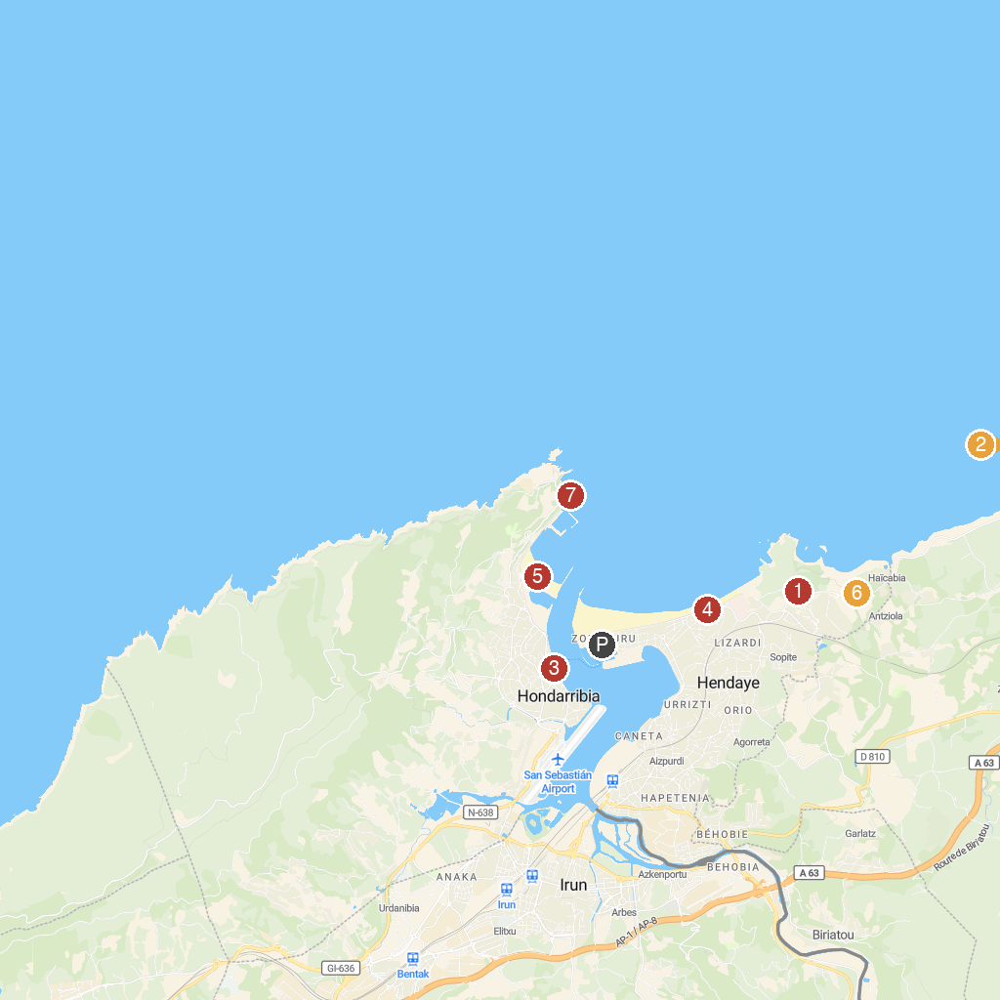 2
7
5
1
6
Haïcabia
4
Antziola
ZO
IRU
P
LIZARDI
Sopite
3
Hendaye
Hondarribia
URRIZTI
ORIO
CANETA
Agorreta
Aizpurdi
D 810
A 63
San Sebastián
Airport
HAPETENIA
N-638
BÉHOBIE
Garlatz
Route de Biriatou
BEHOBIA
A 63
Azkenportu
ANAKA
Irun
Irun
Urdanibia
Arbes
Elitxu
AP-1 / AP-8
Biriatou
GI-636
Bentak